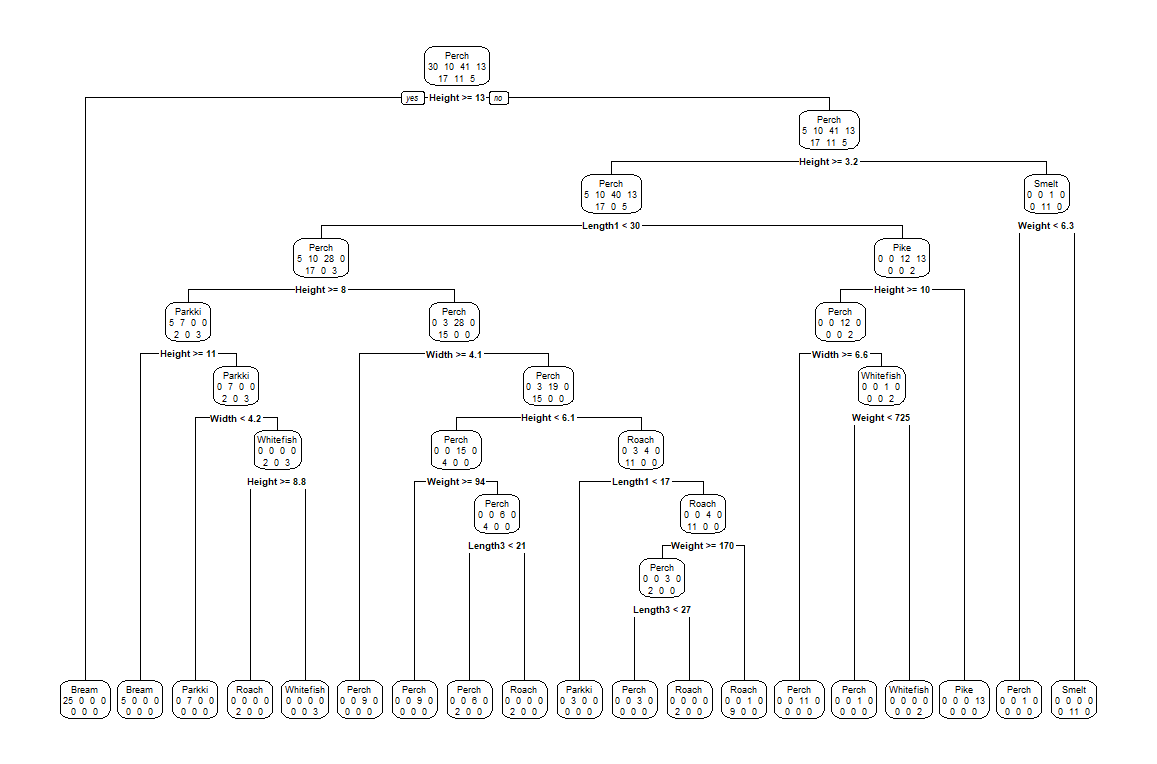 Perch
30 10 41 13
17 11 5
yes Height >= 13 no
Perch
5 10 41 13
17 11 5
Height >= 3.2
Perch
5 10 40 13
17 0 5
Smelt
0 0 1 0
0 11 0
Length1 < 30
Weight < 6.3
Perch
5 10 28 0
17 0 3
Pike
0 0 12 13
0 0 2
Height >= 8
Height >= 10
Parkki
5 7 0 0
2 0 3
Perch
0 3 28 0
15 0 0
Perch
0 0 12 0
0 0 2
Height >= 11
Width >= 4.1
Width >= 6.6
Parkki
0 7 0 0
2 0 3
Perch
0 3 19 0
15 0 0
Whitefish
0 0 1 0
0 0 2
Width < 4.2
Height < 6.1
Weight < 725
Whitefish
0 0 0 0
2 0 3
Perch
0 0 15 0
4 0 0
Roach
0 3 4 0
11 0 0
Height >= 8.8
Weight >= 94
Length1 < 17
Perch
0 0 6 0
4 0 0
Roach
0 0 4 0
11 0 0
Length3 < 21
Weight >= 170
Perch
0 0 3 0
2 0 0
Length3 < 27
Bream
25 0 0 0
0 0 0
Bream
5 0 0 0
0 0 0
Parkki
0 7 0 0
0 0 0
Roach
0 0 0 0
2 0 0
Whitefish
0 0 0 0
0 0 3
Perch
0 0 9 0
0 0 0
Perch
0 0 9 0
0 0 0
Perch
0 0 6 0
2 0 0
Roach
0 0 0 0
2 0 0
Parkki
0 3 0 0
0 0 0
Perch
0 0 3 0
0 0 0
Roach
0 0 0 0
2 0 0
Roach
0 0 1 0
9 0 0
Perch
0 0 11 0
0 0 0
Perch
0 0 1 0
0 0 0
Whitefish
0 0 0 0
0 0 2
Pike
0 0 0 13
0 0 0
Perch
0 0 1 0
0 0 0
Smelt
0 0 0 0
0 11 0